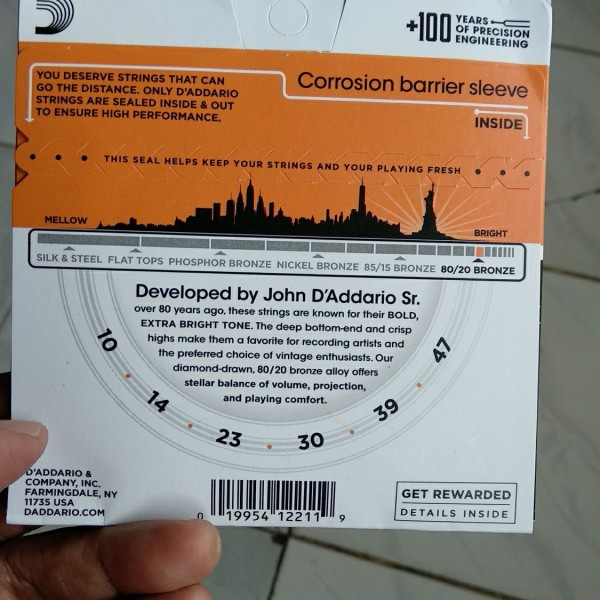 +100 YEARS
OF PRECISION
ENGINEERING
YOU DESERVE STRINGS THAT CAN
GO THE DISTANCE. ONLY D'ADDARIO
STRINGS ARE SEALED INSIDE & OUT
TO ENSURE HIGH PERFORMANCE.
Corrosion barrier sleeve
INSIDE
THIS SEAL HELPS KEEP YOUR STRINGS AND YOUR PLAYING FRESH
MELLOW
BRIGHT
SILK & STEEL FLAT TOPS PHOSPHOR BRONZE NICKEL BRONZE 85/15 BRONZE 80/20 BRONZE
Developed by John D'Addario Sr.
over 80 years ago, these strings are known for their BOLD,
EXTRA BRIGHT TONE. The deep bottom-end and crisp
highs make them a favorite for recording artists and
the preferred choice of vintage enthusiasts. Our
diamond-drawn, 80/20 bronze alloy offers
stellar balance of volume, projection,
and playing comfort.
10 14 23 30 39 47
D'ADDARIO &
COMPANY, INC.
FARMINGDALE, NY
11735 USA
DADDARIO.COM
0 19954 12211 9
GET REWARDED
DETAILS INSIDE